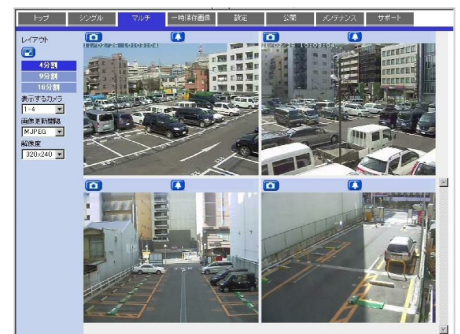 トップ
シングル
マルチ
一時保存画像
設定
公開
メンテナンス
サポート
レイアウト
4分割
9分割
16分割
表示するカメラ
1-4
画像更新間隔
MJPEG
解像度
320x240